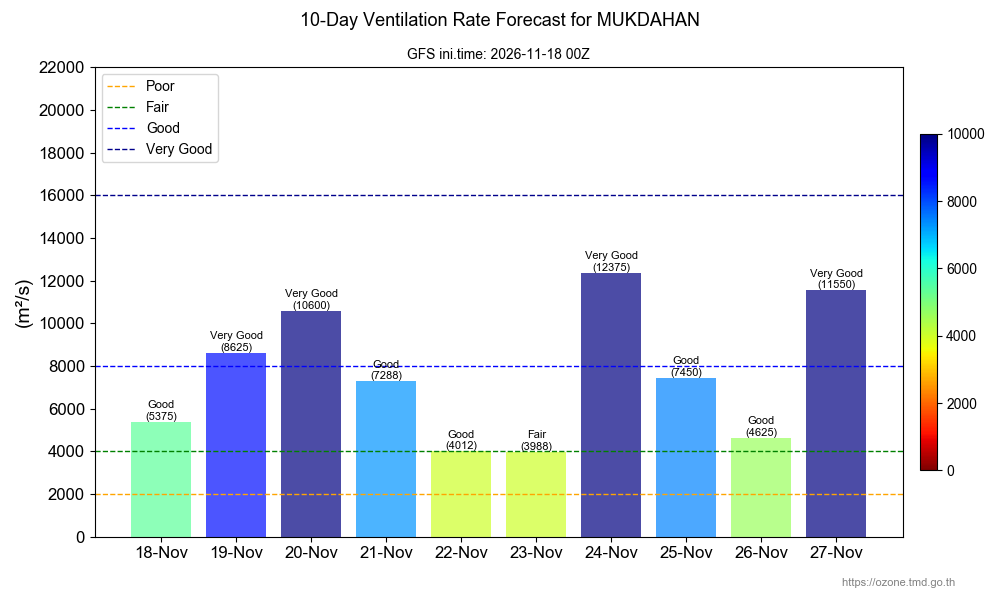 10-Day Ventilation Rate Forecast for MUKDAHAN
GFS ini.time: 2026-11-18 00Z
22000
20000
18000
16000
14000
12000
10000
8000
6000
4000
2000
0
(m²/s)
Poor
Fair
Good
Very Good
Good
(5375)
Very Good
(8625)
Very Good
(10600)
Good
(7288)
Good
(4012)
Fair
(3988)
Very Good
(12375)
Good
(7450)
Good
(4625)
Very Good
(11550)
18-Nov
19-Nov
20-Nov
21-Nov
22-Nov
23-Nov
24-Nov
25-Nov
26-Nov
27-Nov
10000
8000
6000
4000
2000
0
https://ozone.tmd.go.th